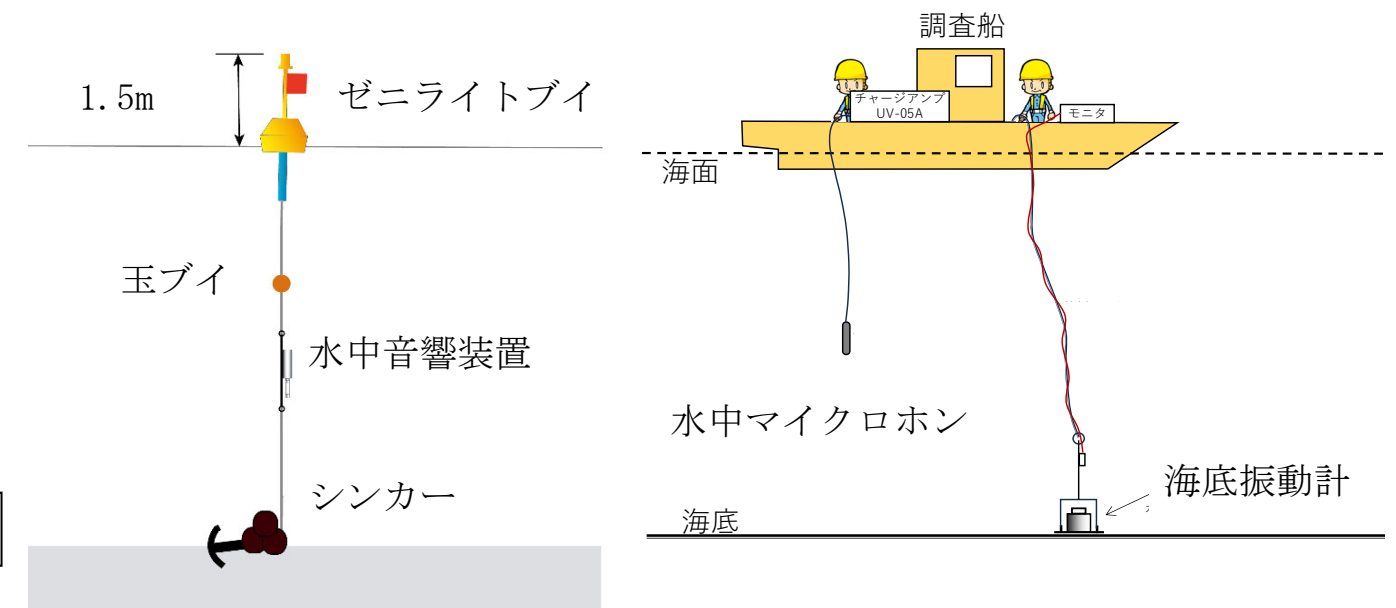 1.5m
ゼニライトブイ
玉ブイ
水中音響装置
シンカー
調査船
チャージアンプ
UV-05A
モニタ
海面
水中マイクロホン
海底振動計
海底